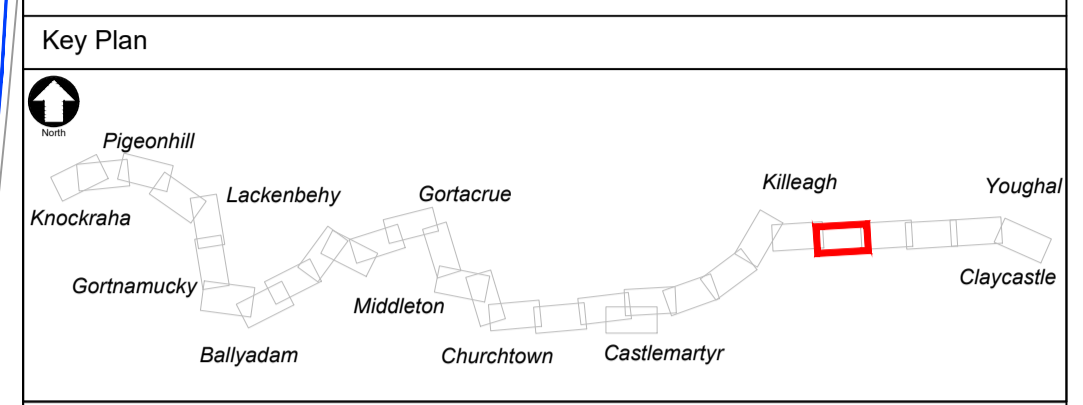 Key Plan
North
Pigeonhill
Knockraha
Lackenbehy
Gortnamucky
Ballyadam
Gortacrue
Middleton
Churchtown
Castlemartyr
Killeagh
Youghal
Claycastle